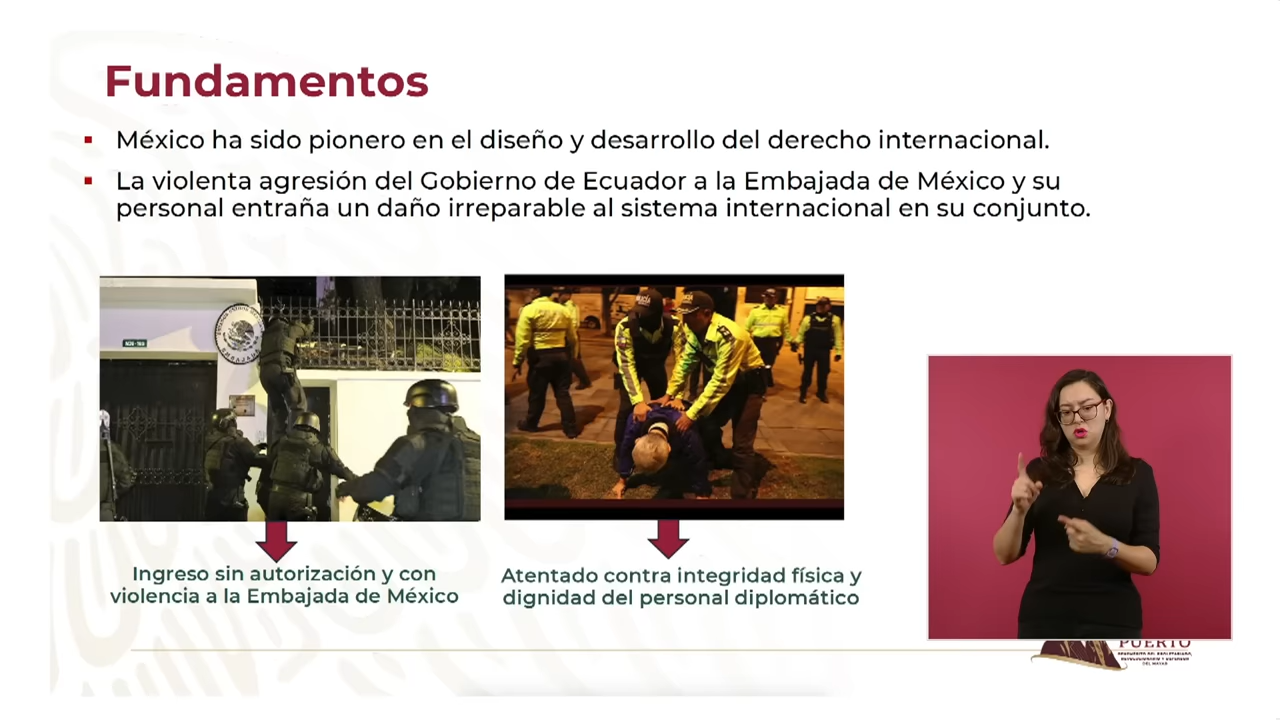 Fundamentos
México ha sido pionero en el diseño y desarrollo del derecho internacional.
La violenta agresión del Gobierno de Ecuador a la Embajada de México y su
personal entraña un daño irreparable al sistema internacional en su conjunto.
Ingreso sin autorización y con
violencia a la Embajada de México
Atentado contra integridad física y
dignidad del personal diplomático
PUERTO
DEL MAYAB